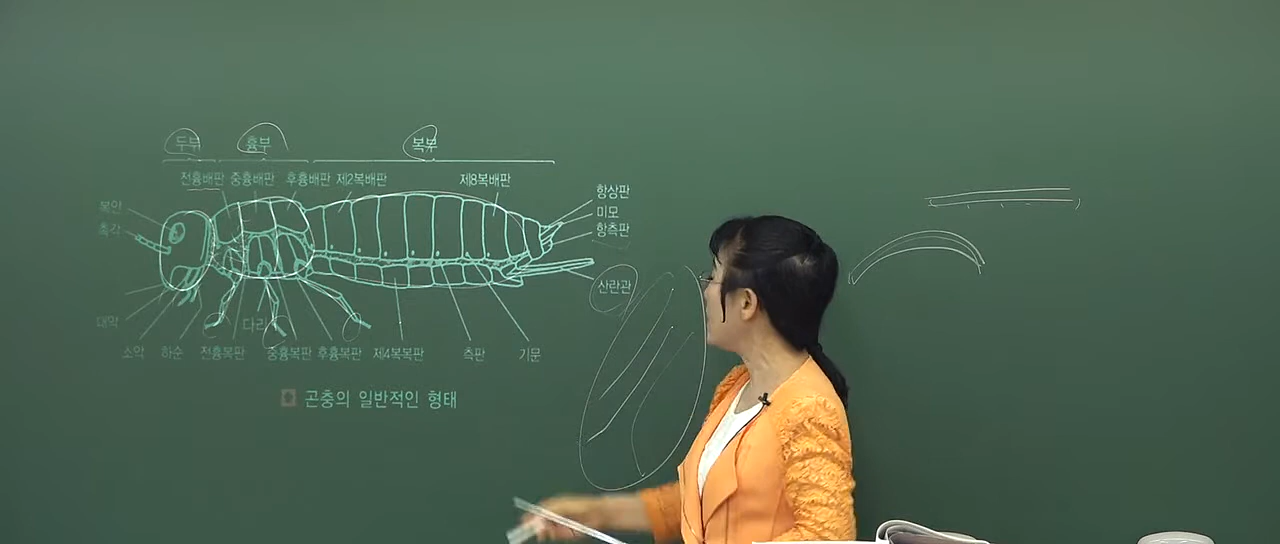 두부 흉부 복부
전흉배판 중흉배판 후흉배판 제2복배판 제8복배판
복안
촉각
항상판
미모
항측판
산란관
대악
다리
소악 하순 전흉복판 중흉복판 후흉복판 제4복복판 측판 기문
곤충의 일반적인 형태